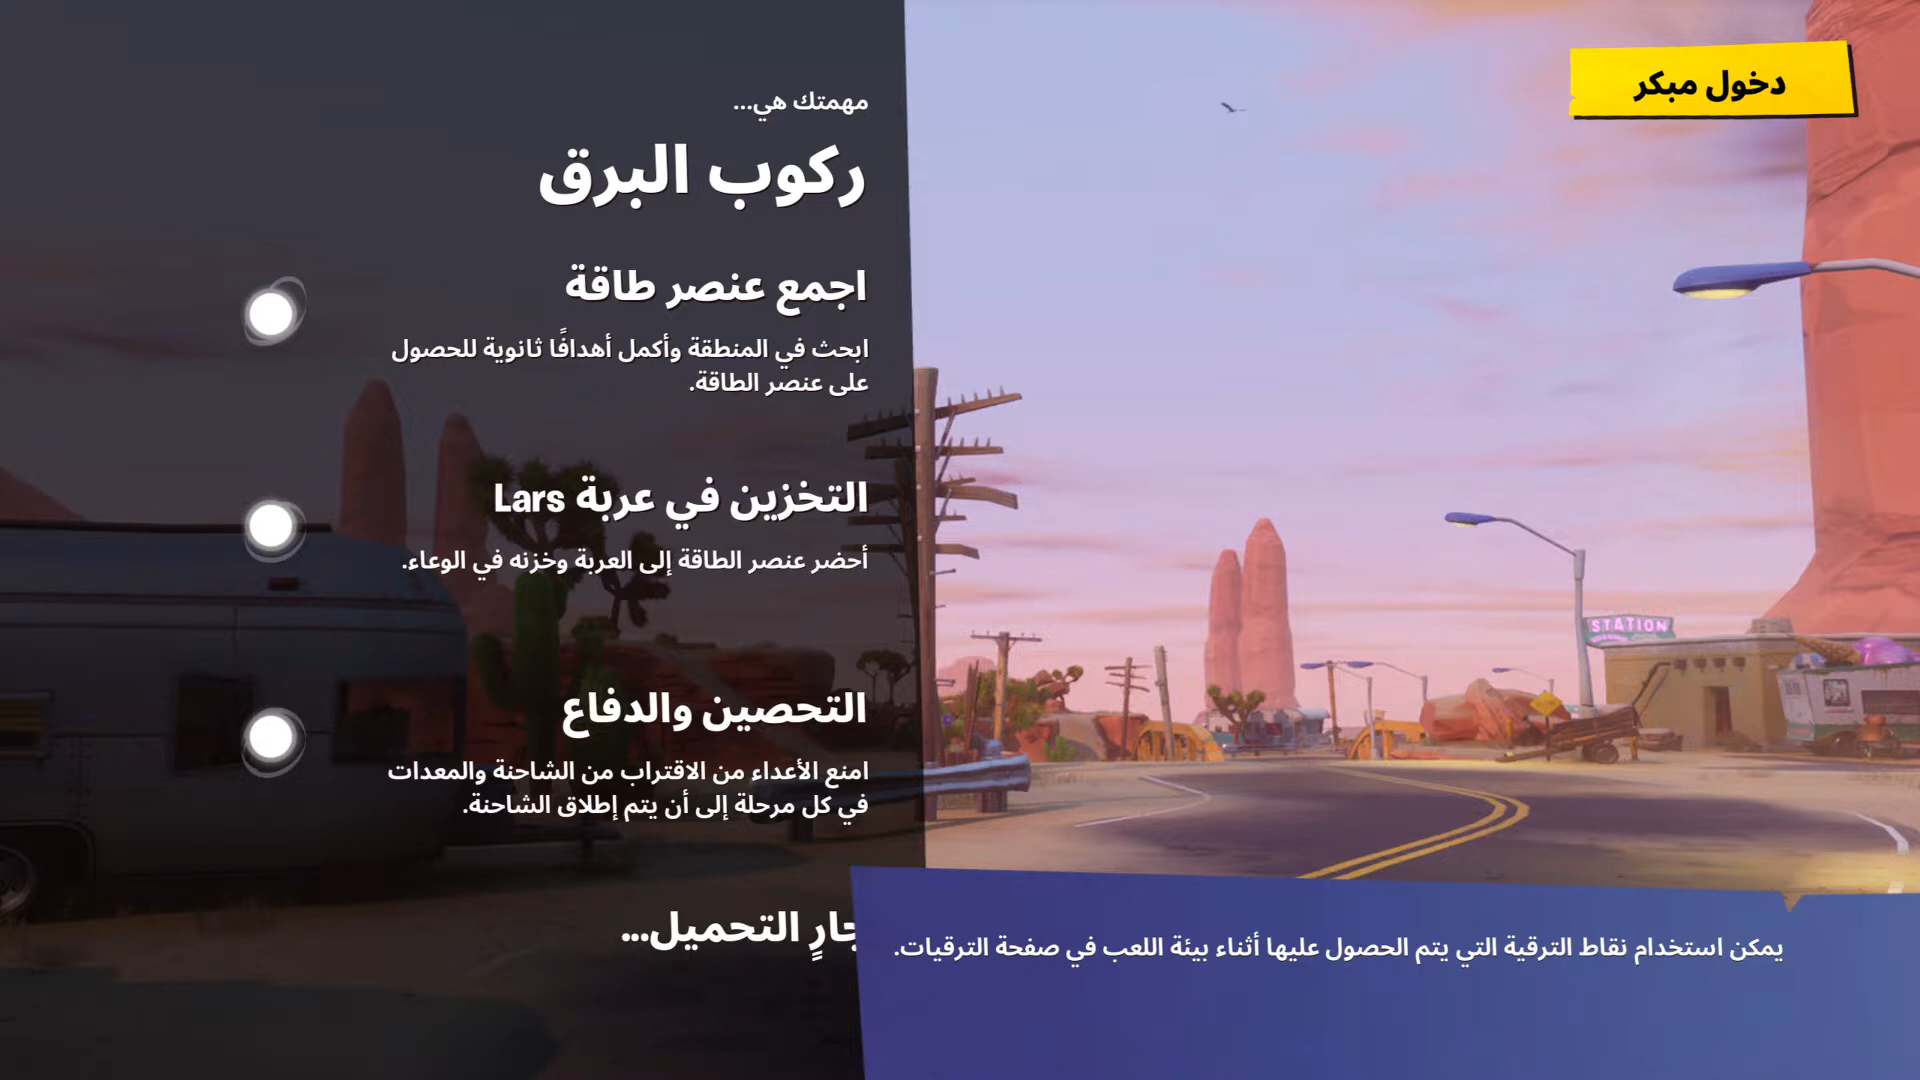 دخول مبكر
مهمتك هي...
ركوب البرق
اجمع عنصر طاقة
ابحث في المنطقة وأكمل أهدافًا ثانوية للحصول
على عنصر الطاقة.
التخزين في عربة Lars
أحضر عنصر الطاقة إلى العربة وخزنه في الوعاء.
التحصين والدفاع
امنع الأعداء من الاقتراب من الشاحنة والمعدات
في كل مرحلة إلى أن يتم إطلاق الشاحنة.
جارٍ التحميل...
يمكن استخدام نقاط الترقية التي يتم الحصول عليها أثناء بيئة اللعب في صفحة الترقيات.
STATION